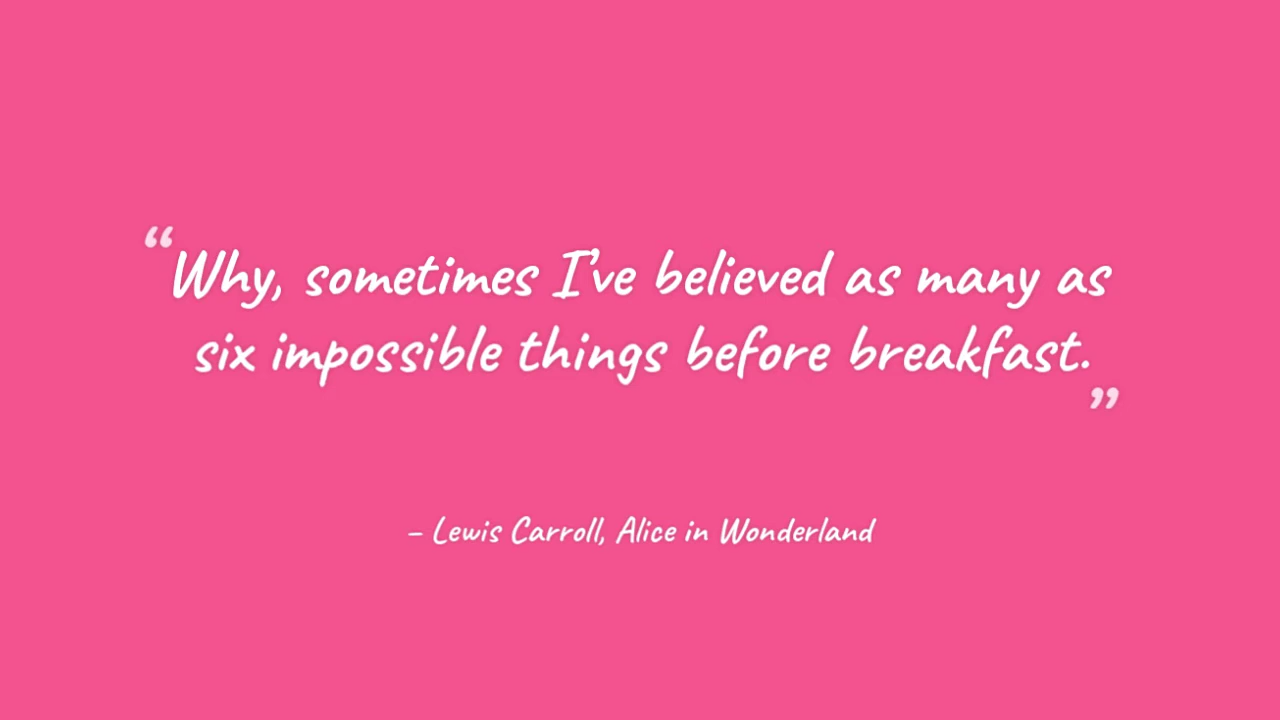 “Why, sometimes I’ve believed as many as
six impossible things before breakfast.”
– Lewis Carroll, Alice in Wonderland